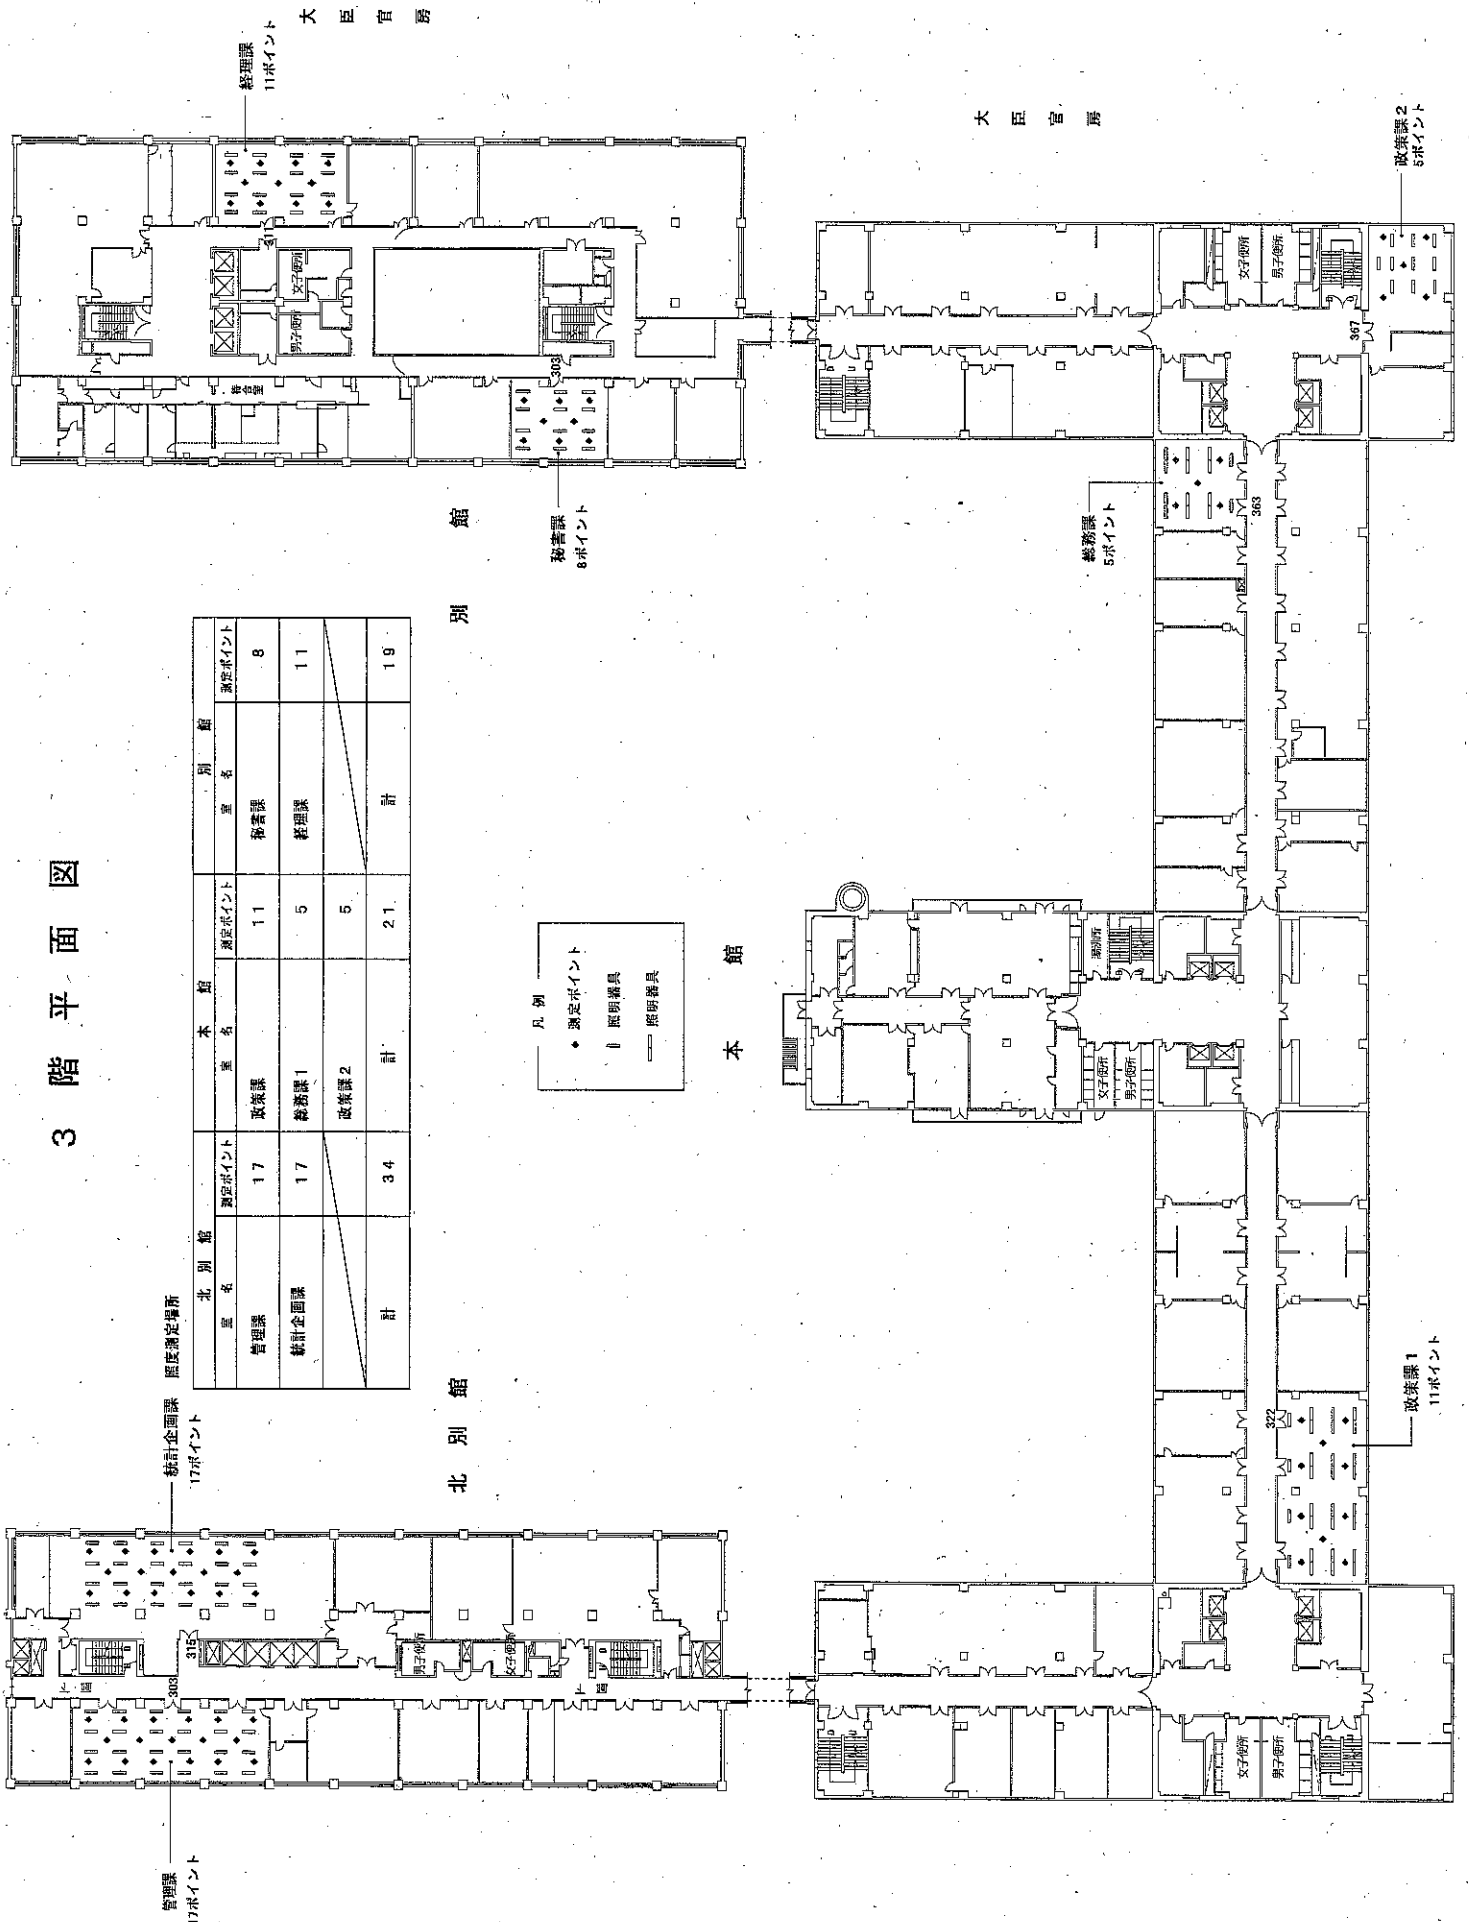 3階平面図
照度測定場所
北別館
本館
別館
室名 測定ポイント 室名 測定ポイント 室名 測定ポイント
管理課 17 政策課 11 秘書課 8
統計企画課 17 総務課1 5 経理課 11
政策課2 5
計 34 計 21 計 19
凡例
測定ポイント
照明器具
照明器具
北別館
本館
別館
管理課
17ポイント
統計企画課
17ポイント
303
315
男子便所
女子便所
大臣官房
経理課
11ポイント
秘書課
8ポイント
303
男子便所
女子便所
大臣官房
政策課2
5ポイント
367
女子便所
男子便所
総務課
5ポイント
363
湯沸所
女子便所
男子便所
政策課1
11ポイント
322
女子便所
男子便所